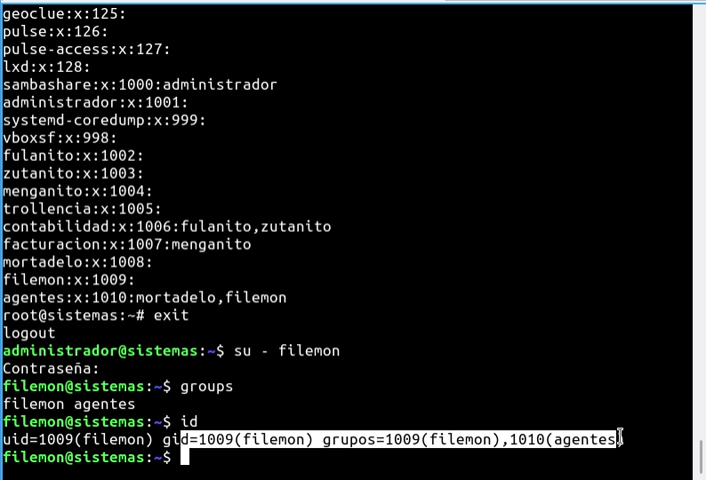 geoclue:x:125:
pulse:x:126:
pulse-access:x:127:
lxd:x:128:
sambashare:x:1000:administrador
administrador:x:1001:
systemd-coredump:x:999:
vboxsf:x:998:
fulanito:x:1002:
zutanito:x:1003:
menganito:x:1004:
trollencia:x:1005:
contabilidad:x:1006:fulanito,zutanito
facturacion:x:1007:menganito
mortadelo:x:1008:
filemon:x:1009:
agentes:x:1010:mortadelo,filemon
root@sistemas:~# exit
logout
administrador@sistemas:~$ su - filemon
Contraseña:
filemon@sistemas:~$ groups
filemon agentes
filemon@sistemas:~$ id
uid=1009(filemon) gid=1009(filemon) grupos=1009(filemon),1010(agentes)
filemon@sistemas:~$